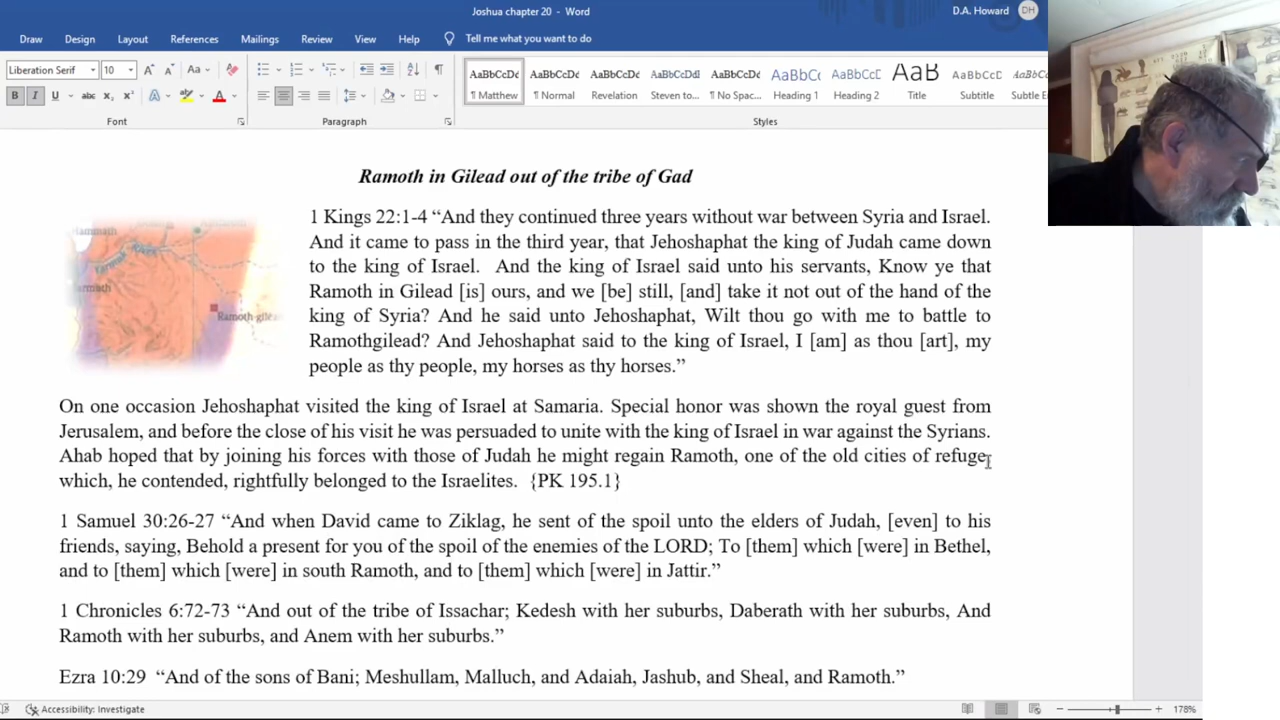 Joshua chapter 20 - Word
D.A. Howard DH
Draw Design Layout References Mailings Review View Help Tell me what you want to do
Liberation Serif 10 Aa
AaBbCcDc AaBbCcDc AaBbCcDc AaBbCcDdI AaBbCcDc AaBbCc AaBbCcD AaB AaBbCcD AaBbCcDc
B I U abc x₂ x² A A
¶ Matthew ¶ Normal Revelation Steven to... ¶ No Spac... Heading 1 Heading 2 Title Subtitle Subtle E
Font Paragraph Styles
Ramoth in Gilead out of the tribe of Gad
1 Kings 22:1-4 “And they continued three years without war between Syria and Israel.
And it came to pass in the third year, that Jehoshaphat the king of Judah came down
to the king of Israel. And the king of Israel said unto his servants, Know ye that
Ramoth in Gilead [is] ours, and we [be] still, [and] take it not out of the hand of the
king of Syria? And he said unto Jehoshaphat, Wilt thou go with me to battle to
Ramothgilead? And Jehoshaphat said to the king of Israel, I [am] as thou [art], my
people as thy people, my horses as thy horses.”
Ramoth-gilead
On one occasion Jehoshaphat visited the king of Israel at Samaria. Special honor was shown the royal guest from
Jerusalem, and before the close of his visit he was persuaded to unite with the king of Israel in war against the Syrians.
Ahab hoped that by joining his forces with those of Judah he might regain Ramoth, one of the old cities of refuge,
which, he contended, rightfully belonged to the Israelites. {PK 195.1}
1 Samuel 30:26-27 “And when David came to Ziklag, he sent of the spoil unto the elders of Judah, [even] to his
friends, saying, Behold a present for you of the spoil of the enemies of the LORD; To [them] which [were] in Bethel,
and to [them] which [were] in south Ramoth, and to [them] which [were] in Jattir.”
1 Chronicles 6:72-73 “And out of the tribe of Issachar; Kedesh with her suburbs, Daberath with her suburbs, And
Ramoth with her suburbs, and Anem with her suburbs.”
Ezra 10:29 “And of the sons of Bani; Meshullam, Malluch, and Adaiah, Jashub, and Sheal, and Ramoth.”
Accessibility: Investigate 178%